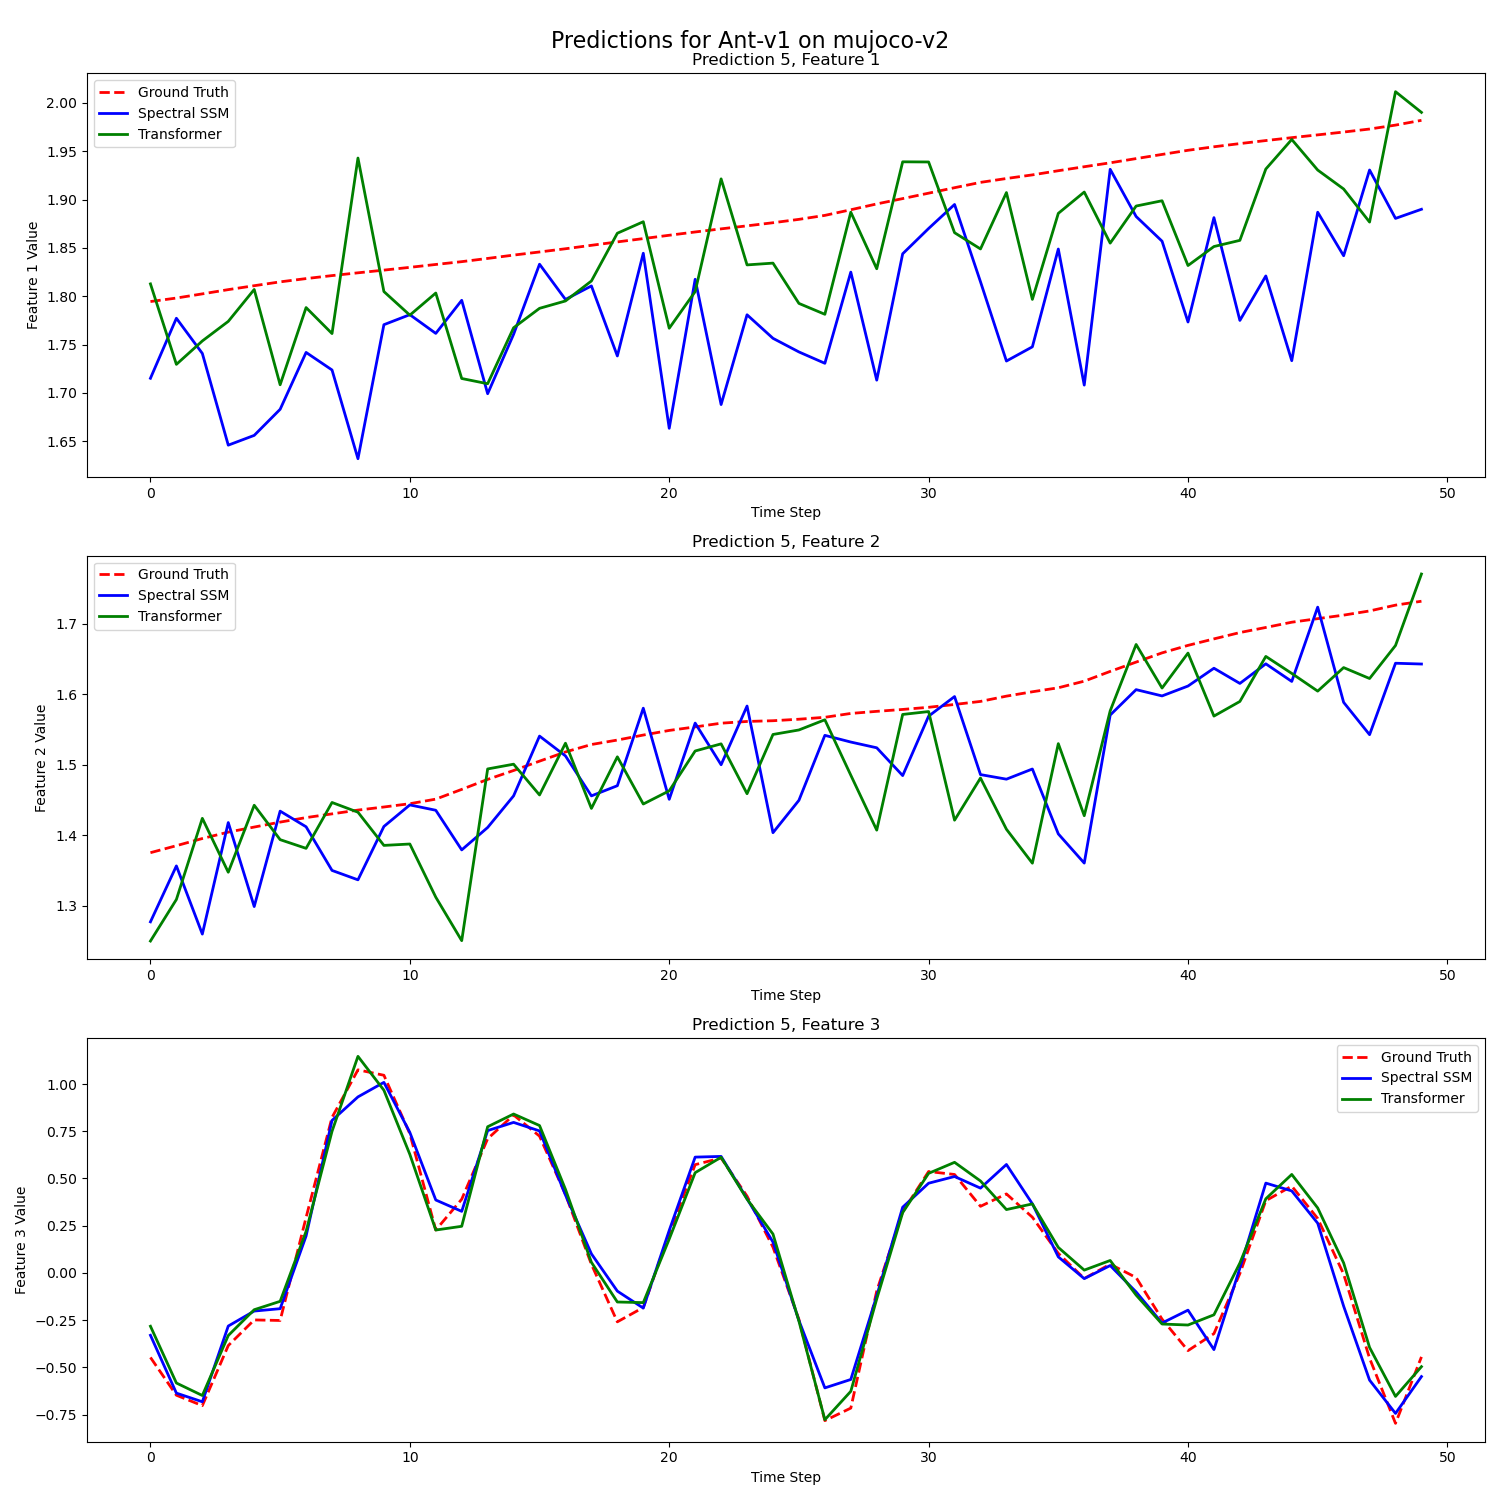 Predictions for Ant-v1 on mujoco-v2
Prediction 5, Feature 1
Ground Truth
Spectral SSM
Transformer
Feature 1 Value
2.00
1.95
1.90
1.85
1.80
1.75
1.70
1.65
0 10 20 30 40 50
Time Step
Prediction 5, Feature 2
Ground Truth
Spectral SSM
Transformer
Feature 2 Value
1.7
1.6
1.5
1.4
1.3
0 10 20 30 40 50
Time Step
Prediction 5, Feature 3
Ground Truth
Spectral SSM
Transformer
Feature 3 Value
1.00
0.75
0.50
0.25
0.00
−0.25
−0.50
−0.75
0 10 20 30 40 50
Time Step